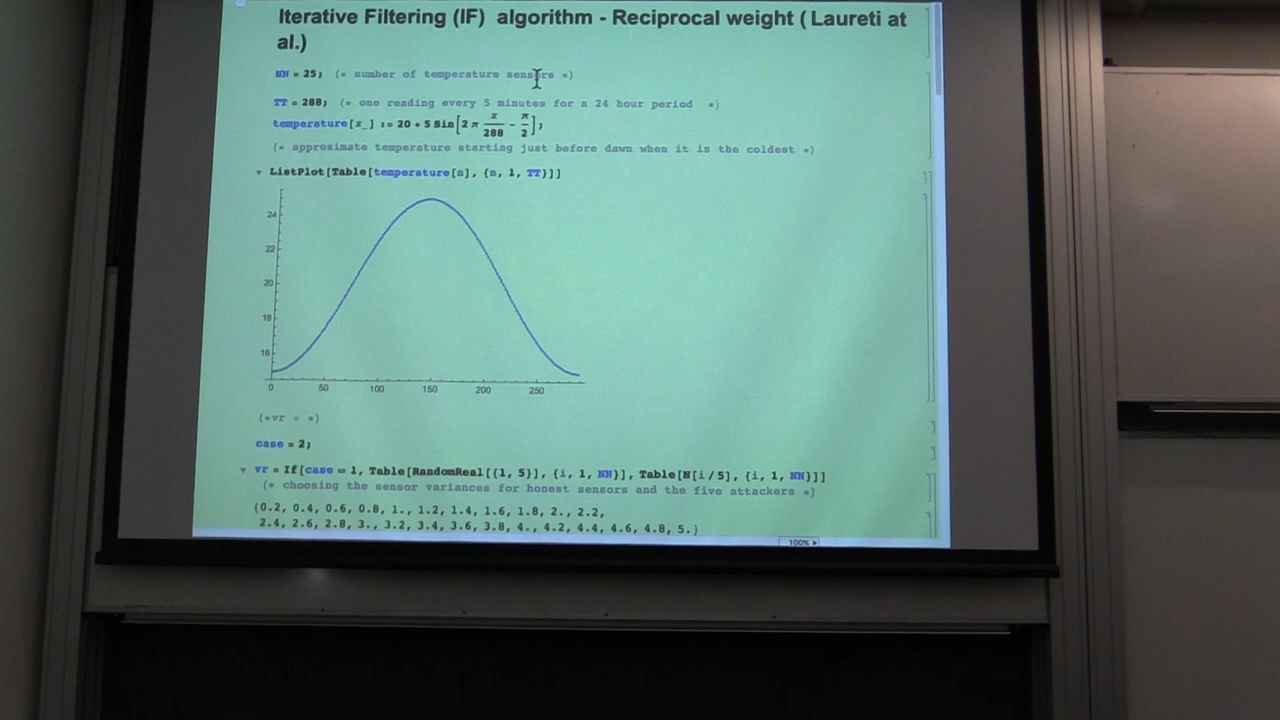 Iterative Filtering (IF) algorithm - Reciprocal weight ( Laureti at
al.)
NN = 25; (* number of temperature sensors *)
TT = 288; (* one reading every 5 minutes for a 24 hour period *)
temperature[x_] := 20 + 5 Sin[2 π x/288 - π/2];
(* approximate temperature starting just before dawn when it is the coldest *)
ListPlot[Table[temperature[n], {n, 1, TT}]]
24
22
20
18
16
0 50 100 150 200 250
(*vr = *)
case = 2;
vr = If[case == 1, Table[RandomReal[{1, 5}], {i, 1, NN}], Table[N[i/5], {i, 1, NN}]]
(* choosing the sensor variances for honest sensors and the five attackers *)
{0.2, 0.4, 0.6, 0.8, 1., 1.2, 1.4, 1.6, 1.8, 2., 2.2,
2.4, 2.6, 2.8, 3., 3.2, 3.4, 3.6, 3.8, 4., 4.2, 4.4, 4.6, 4.8, 5.}
100%